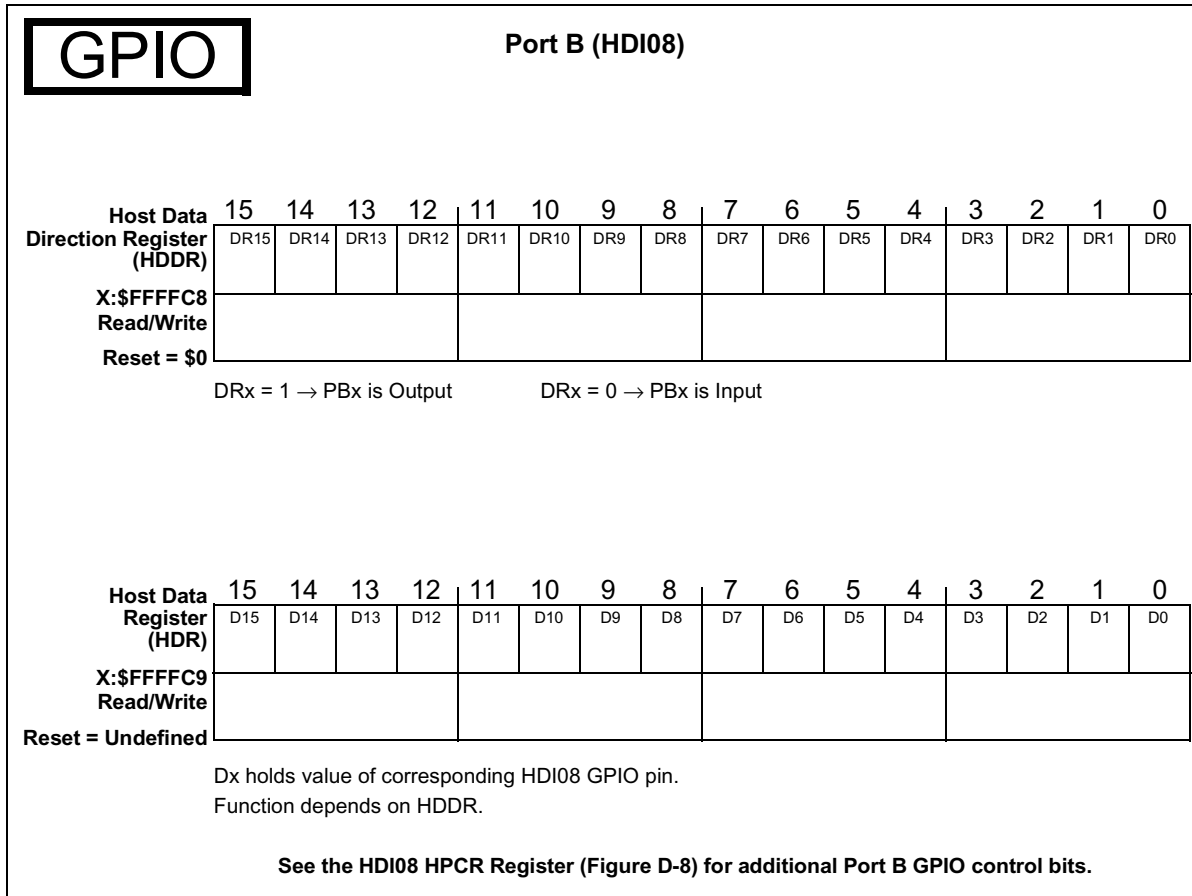 GPIO
Port B (HDI08)
Host Data Direction Register (HDDR)
15 14 13 12 11 10 9 8 7 6 5 4 3 2 1 0
DR15 DR14 DR13 DR12 DR11 DR10 DR9 DR8 DR7 DR6 DR5 DR4 DR3 DR2 DR1 DR0
X:$FFFFC8
Read/Write
Reset = $0
DRx = 1 → PBx is Output DRx = 0 → PBx is Input
Host Data Register (HDR)
15 14 13 12 11 10 9 8 7 6 5 4 3 2 1 0
D15 D14 D13 D12 D11 D10 D9 D8 D7 D6 D5 D4 D3 D2 D1 D0
X:$FFFFC9
Read/Write
Reset = Undefined
Dx holds value of corresponding HDI08 GPIO pin.
Function depends on HDDR.
See the HDI08 HPCR Register (Figure D-8) for additional Port B GPIO control bits.